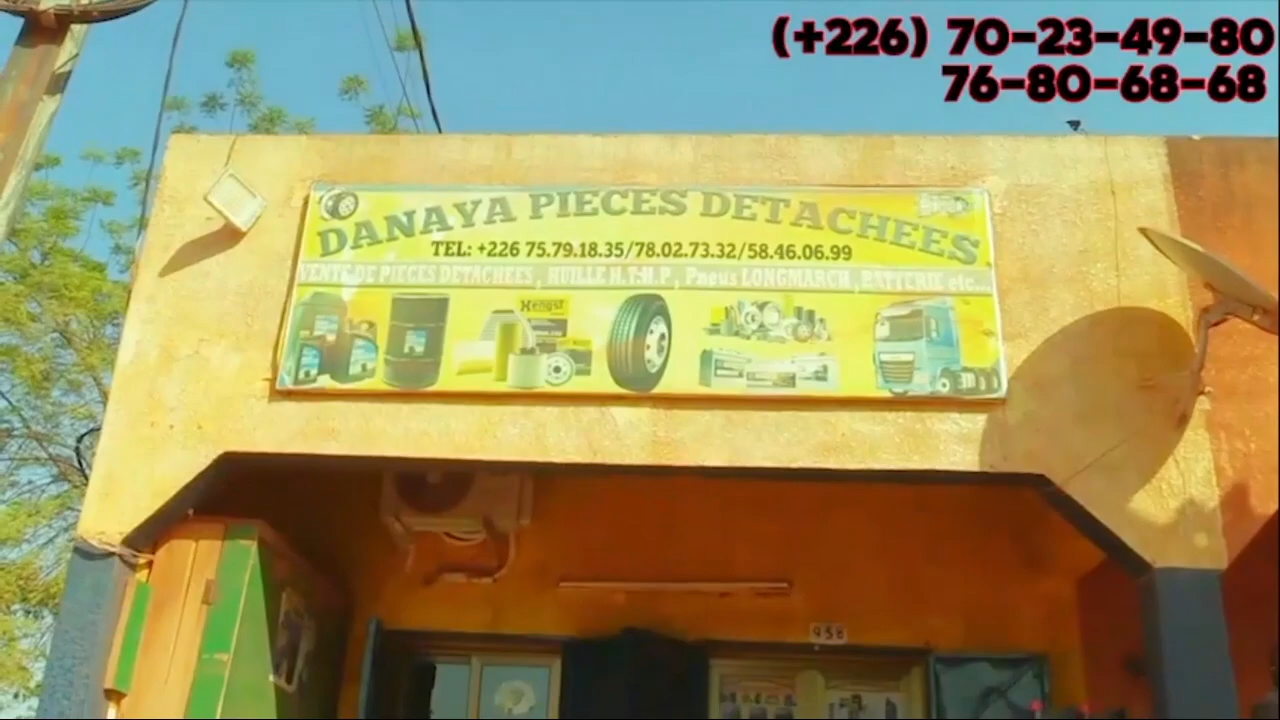 (+226) 70-23-49-80
76-80-68-68
DANAYA PIECES DETACHEES
TEL: +226 75.79.18.35/78.02.73.32/58.46.06.99
VENTE DE PIECES DETACHEES, HUILLE H.T.H.P, Pneus LONGMARCH, BATTERIE etc...
Hengst
958